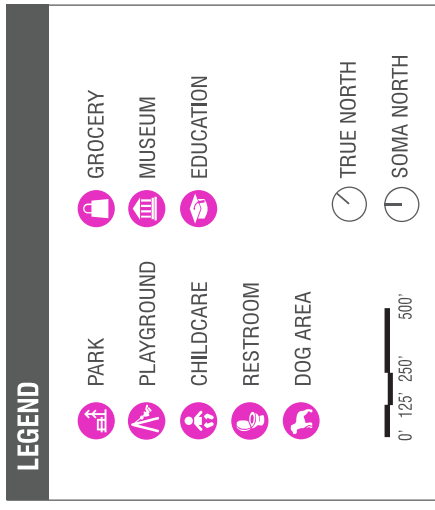 LEGEND
PARK
PLAYGROUND
CHILDCARE
RESTROOM
DOG AREA
GROCERY
MUSEUM
EDUCATION
0' 125' 250' 500'
TRUE NORTH
SOMA NORTH